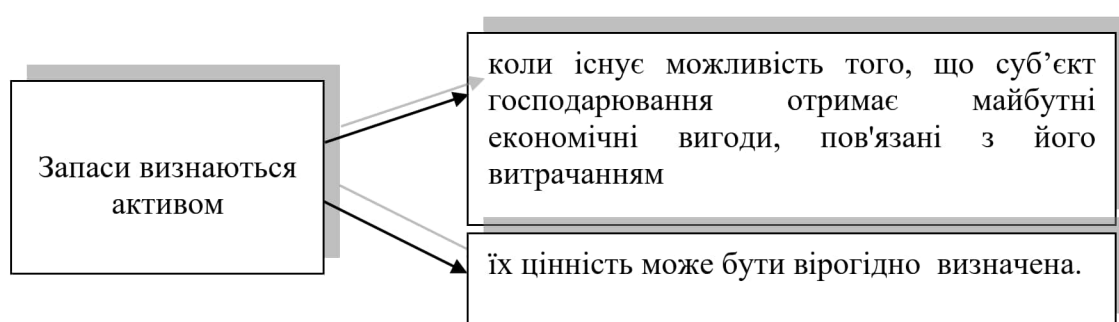 Запаси визнаються
активом
коли існує можливість того, що суб’єкт
господарювання отримає майбутні
економічні вигоди, пов'язані з його
витрачанням
їх цінність може бути вірогідно визначена.